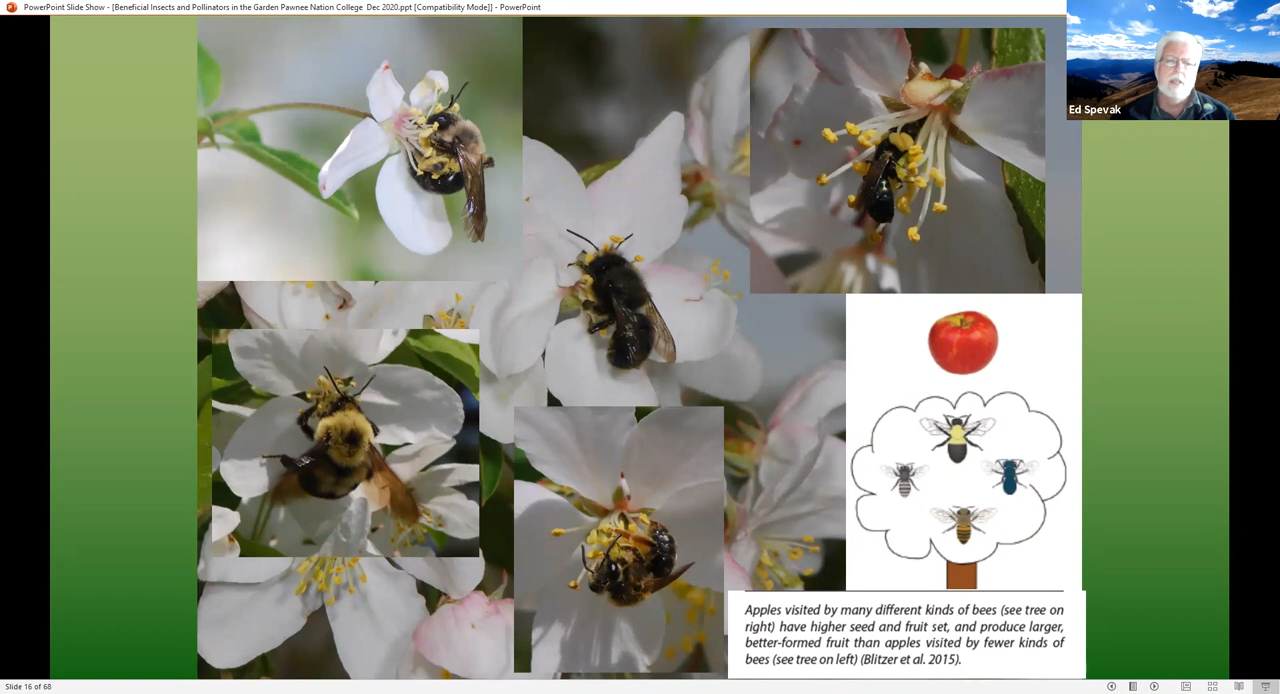 PowerPoint Slide Show - [Beneficial Insects and Pollinators in the Garden Pawnee Nation College  Dec 2020.ppt [Compatibility Mode]] - PowerPoint
Ed Spevak
Apples visited by many different kinds of bees (see tree on
right) have higher seed and fruit set, and produce larger,
better-formed fruit than apples visited by fewer kinds of
bees (see tree on left) (Blitzer et al. 2015).
Slide 16 of 68